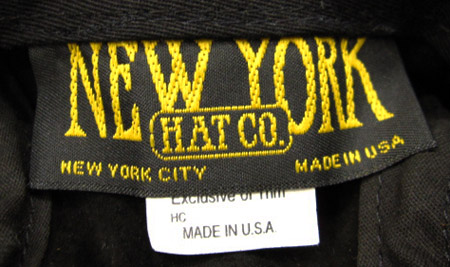 NEW YORK
HAT CO.
NEW YORK CITY MADE IN USA
Exclusive of Trim
HC
MADE IN U.S.A.